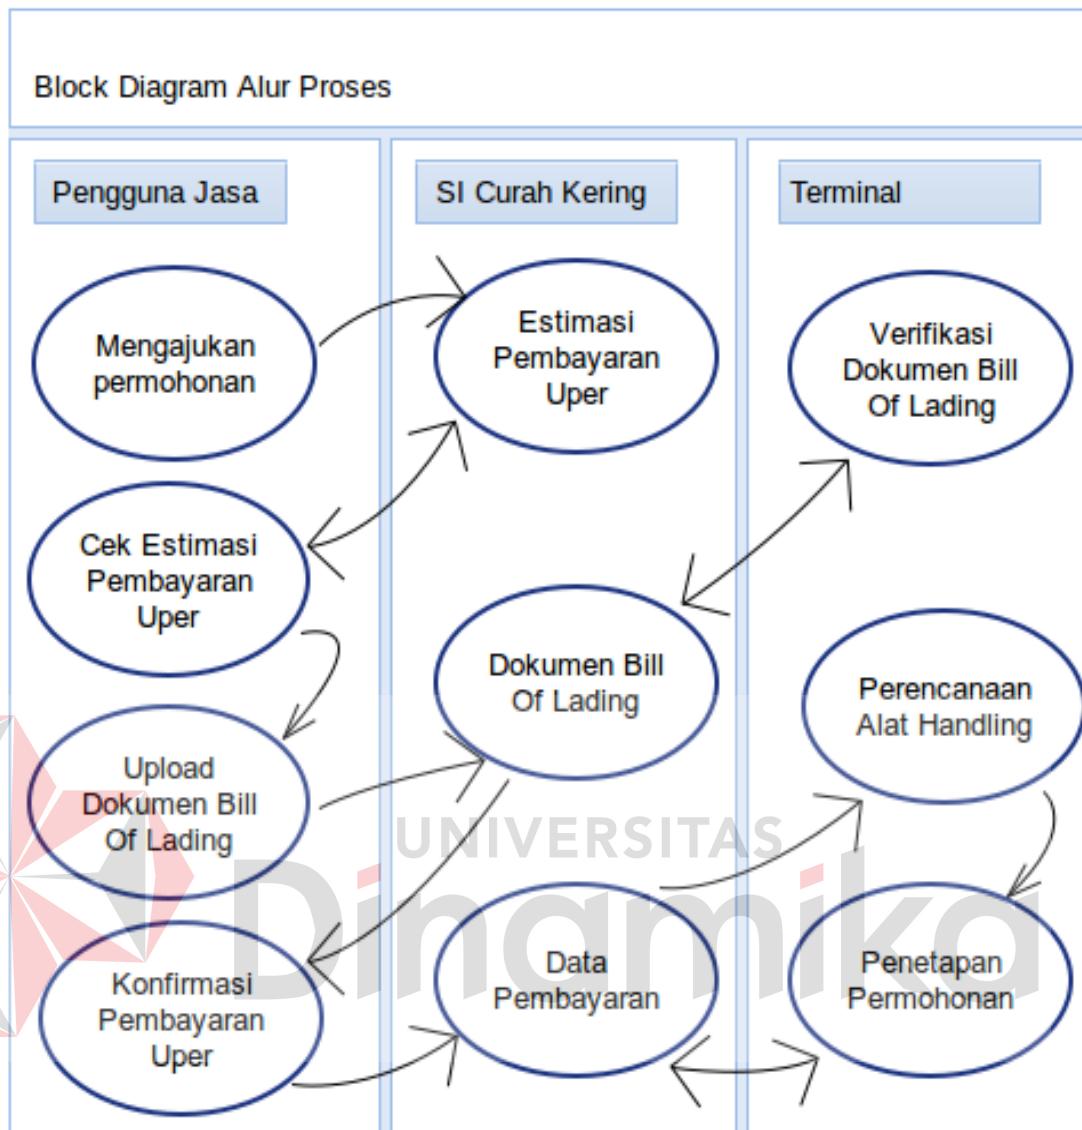 Block Diagram Alur Proses
Pengguna Jasa
SI Curah Kering
Terminal
Mengajukan
permohonan
Estimasi
Pembayaran
Uper
Verifikasi
Dokumen Bill
Of Lading
Cek Estimasi
Pembayaran
Uper
Dokumen Bill
Of Lading
Perencanaan
Alat Handling
Upload
Dokumen Bill
Of Lading
UNIVERSITAS
Dinamika
Konfirmasi
Pembayaran
Uper
Data
Pembayaran
Penetapan
Permohonan